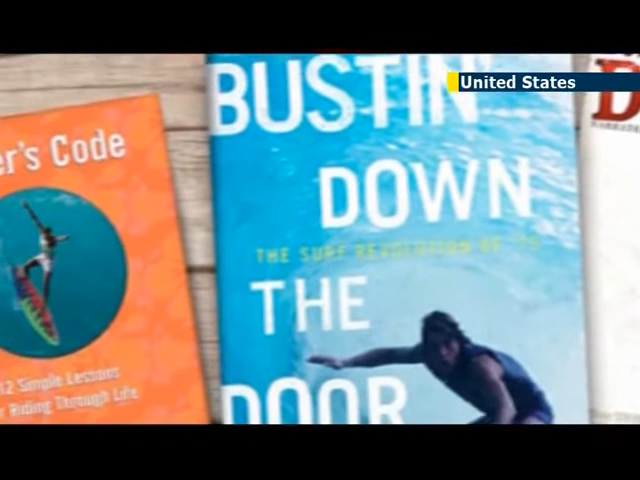 United States
BUSTIN'
DOWN
THE SURF REVOLUTION OF '75
THE
DOOR
er's Code
12 Simple Lessons
Riding Through Life
D